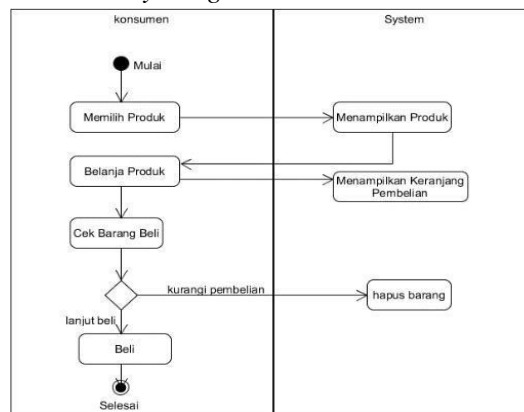 konsumen
System
Mulai
Memilih Produk
Menampilkan Produk
Belanja Produk
Menampilkan Keranjang
Pembelian
Cek Barang Beli
kurangi pembelian
hapus barang
lanjut beli
Beli
Selesai